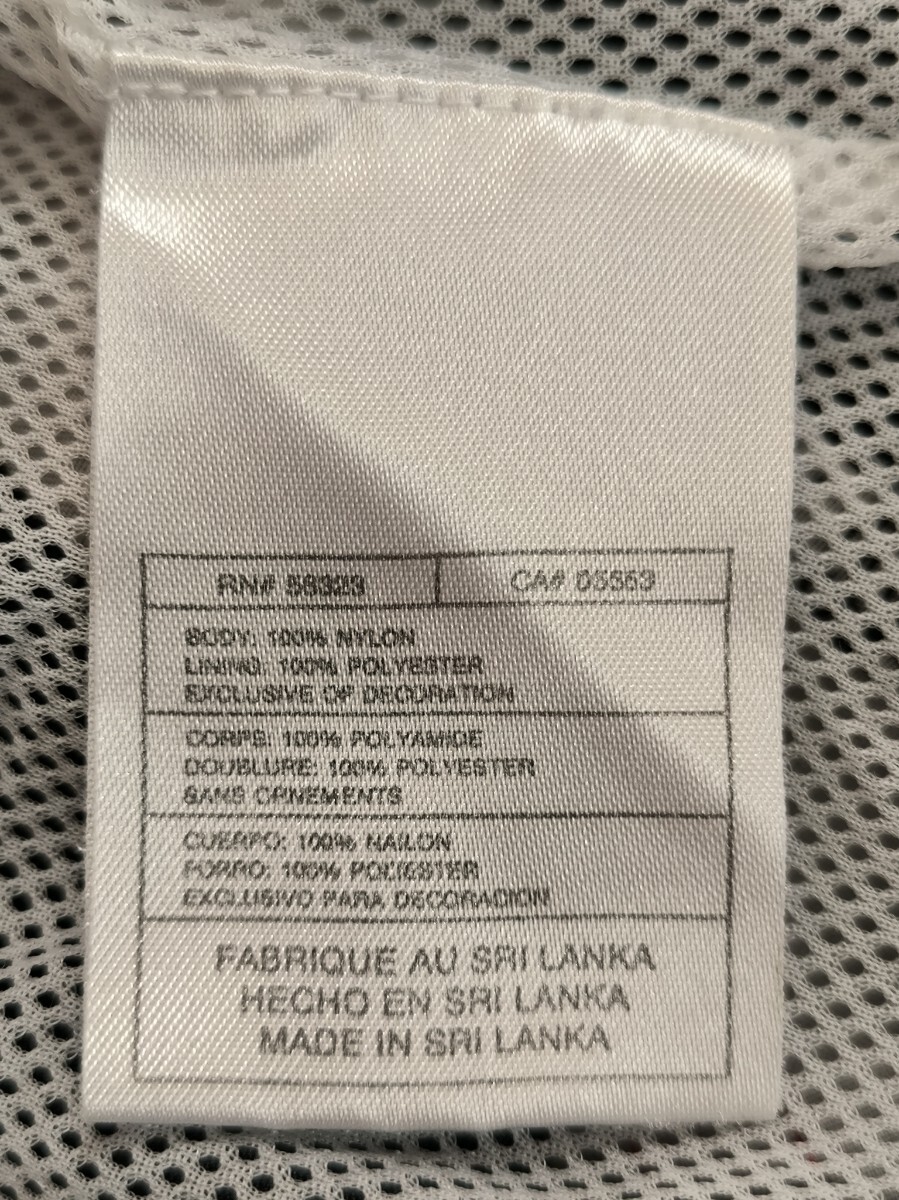 RN# 56323 CA# 05553
BODY: 100% NYLON
LINING: 100% POLYESTER
EXCLUSIVE OF DECORATION
CORPS: 100% POLYAMIDE
DOUBLURE: 100% POLYESTER
SANS ORNEMENTS
CUERPO: 100% NAILON
FORRO: 100% POLIESTER
EXCLUSIVO PARA DECORACION
FABRIQUE AU SRI LANKA
HECHO EN SRI LANKA
MADE IN SRI LANKA